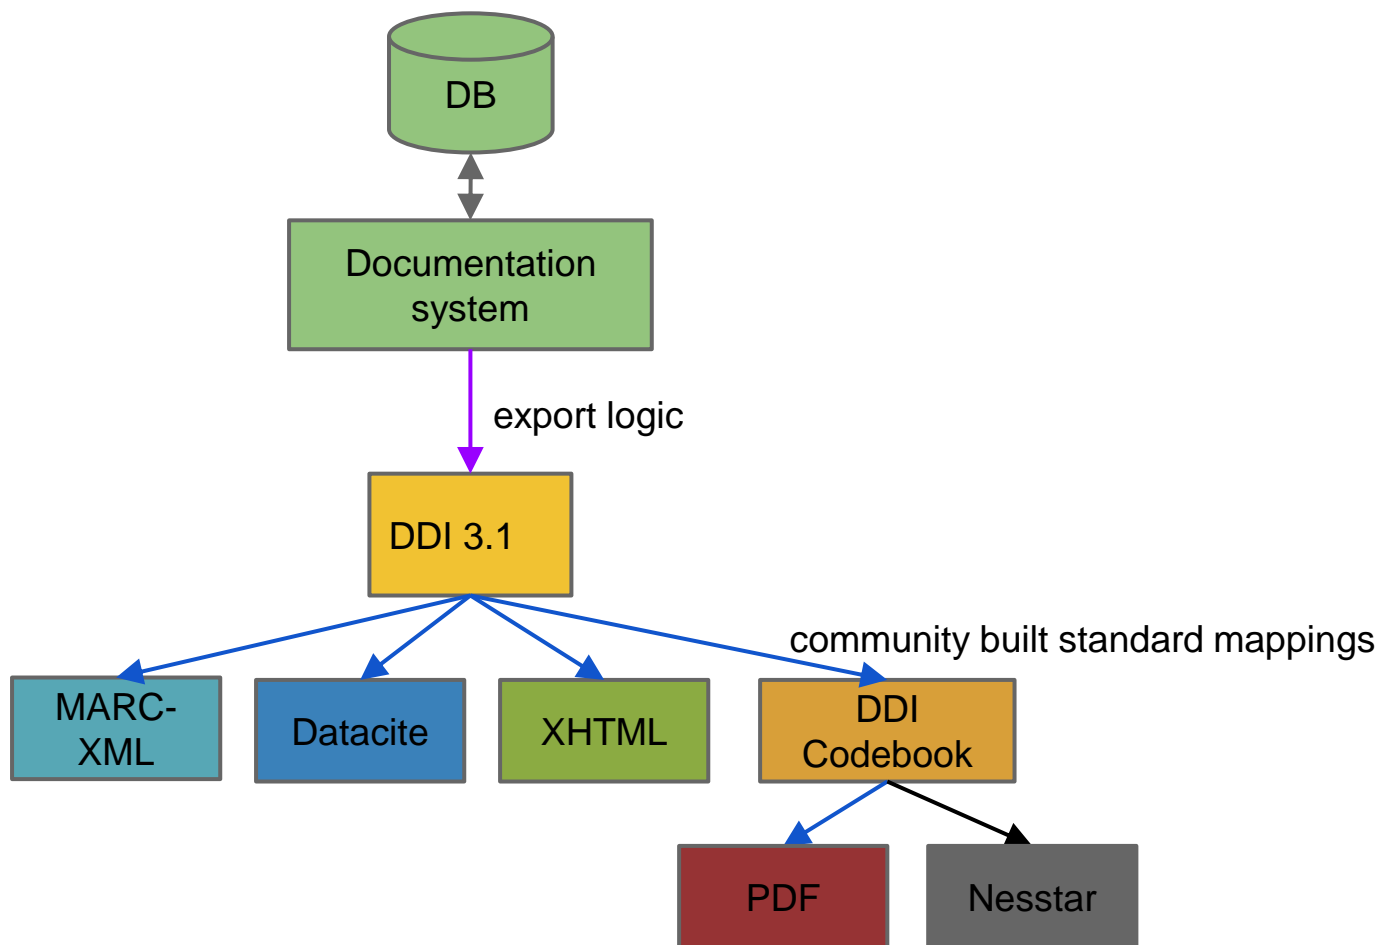 DB
Documentation
system
export logic
DDI 3.1
community built standard mappings
MARC-
XML
Datacite
XHTML
DDI
Codebook
PDF
Nesstar